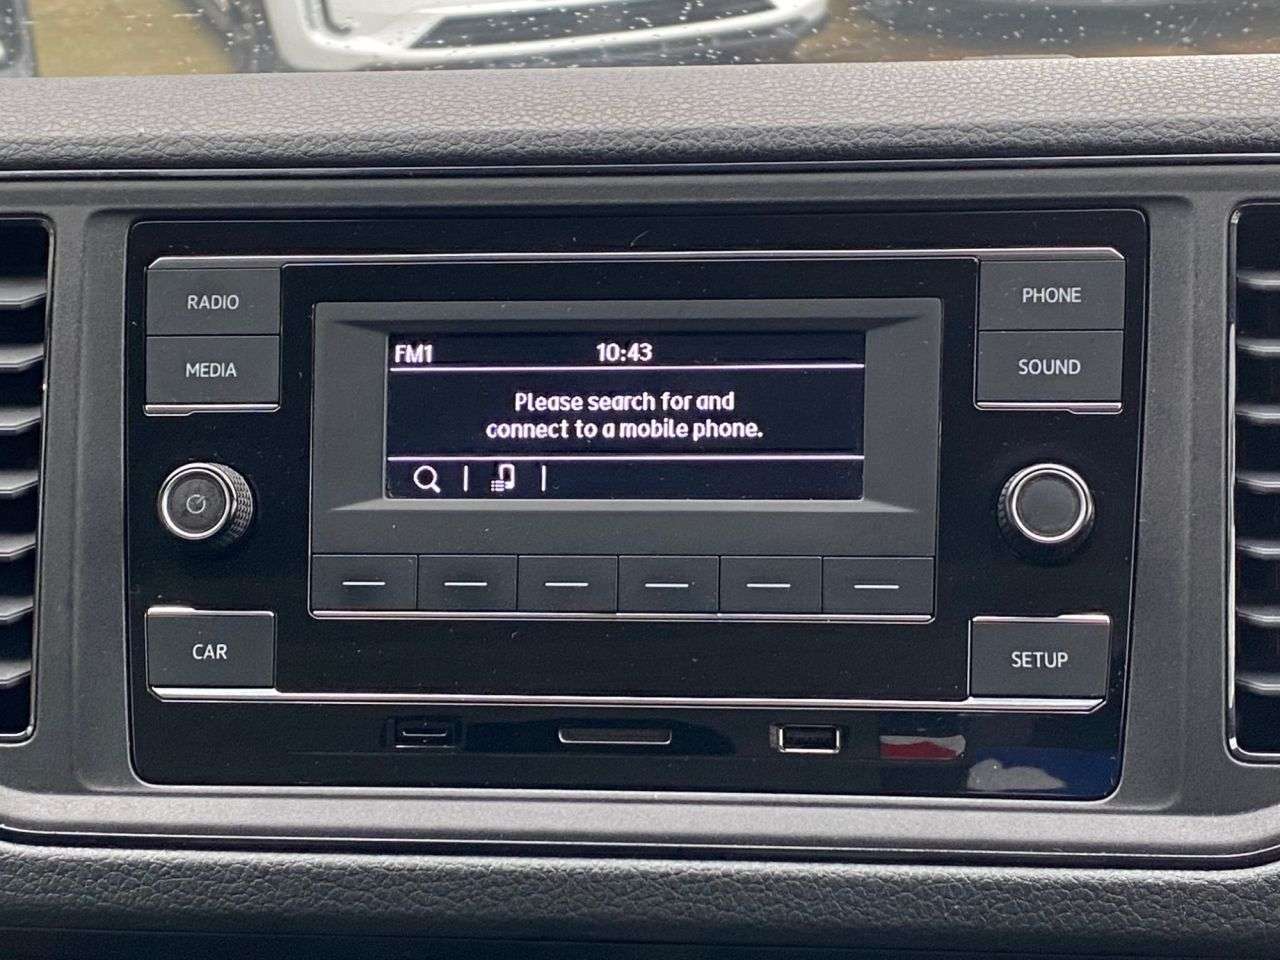 RADIO
PHONE
MEDIA
SOUND
FM1 10:43
Please search for and
connect to a mobile phone.
CAR
SETUP